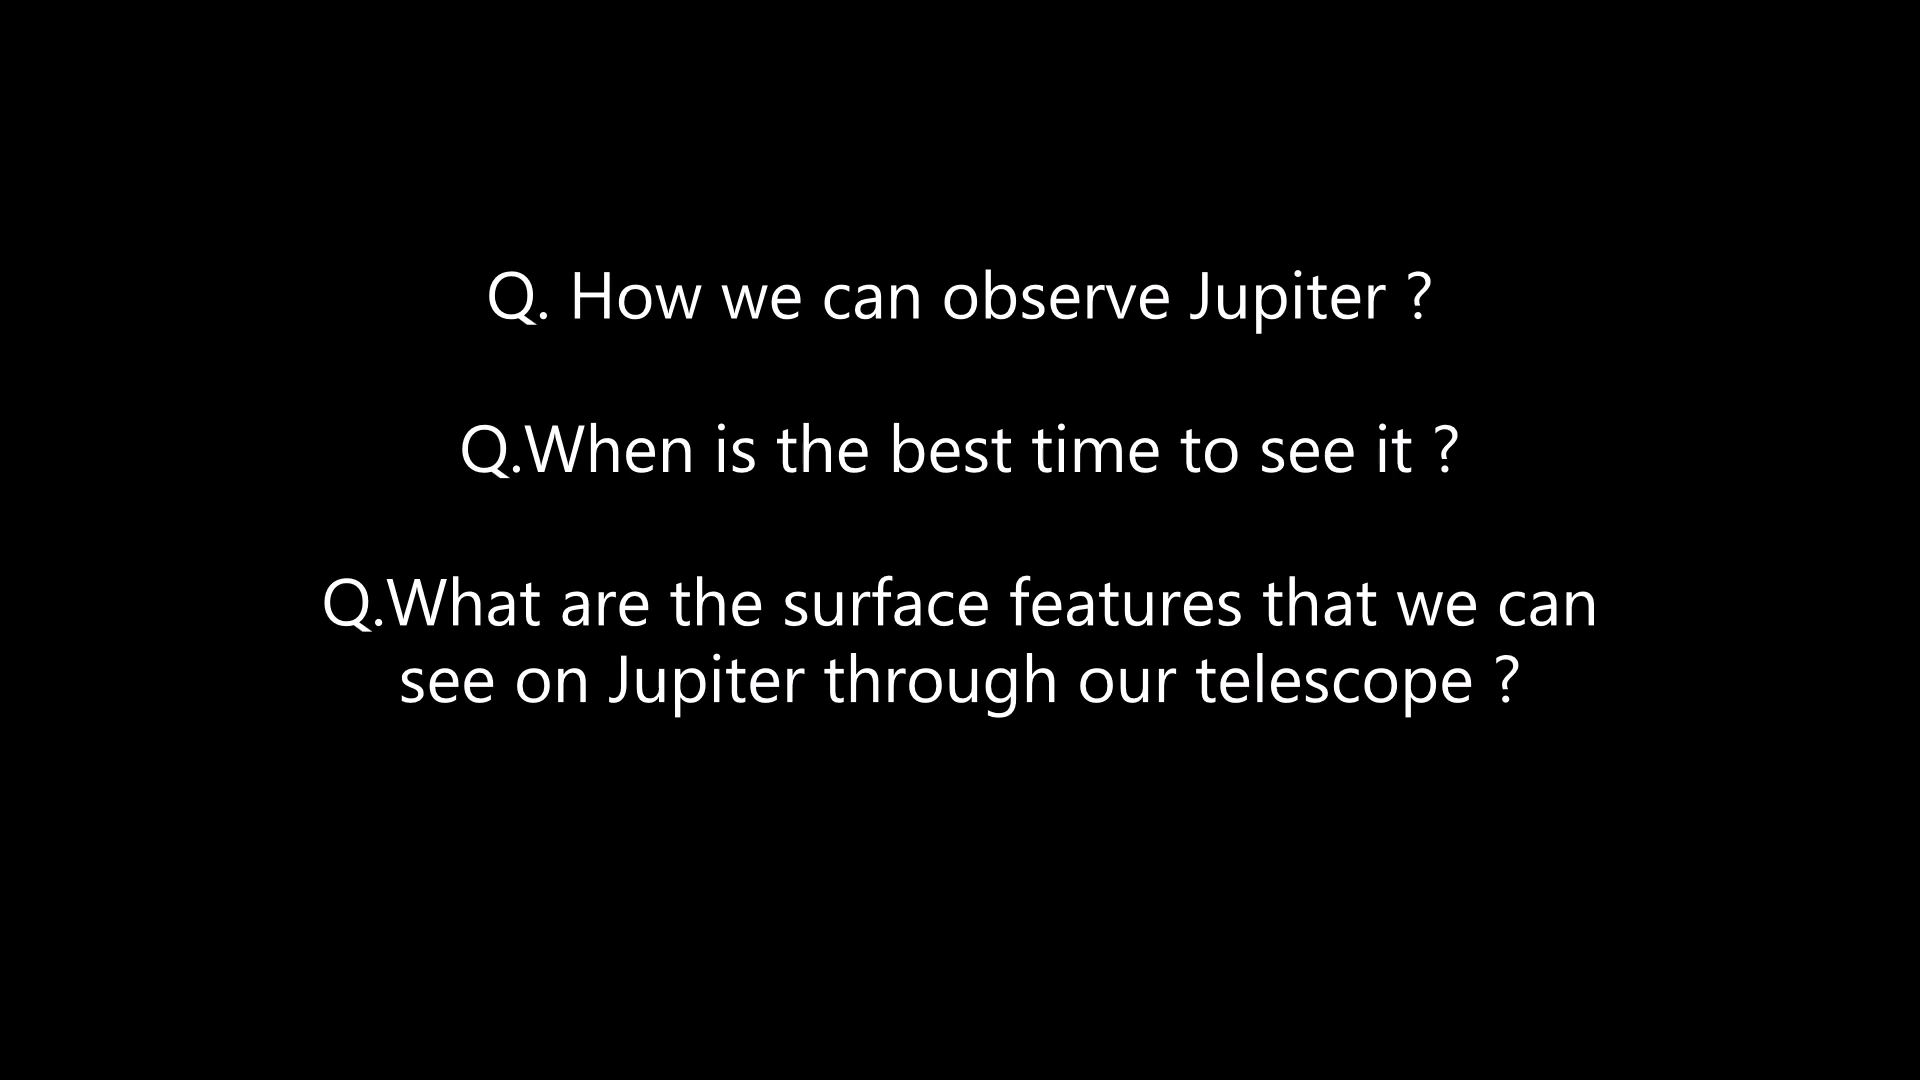 Q. How we can observe Jupiter ?
Q.When is the best time to see it ?
Q.What are the surface features that we can
see on Jupiter through our telescope ?